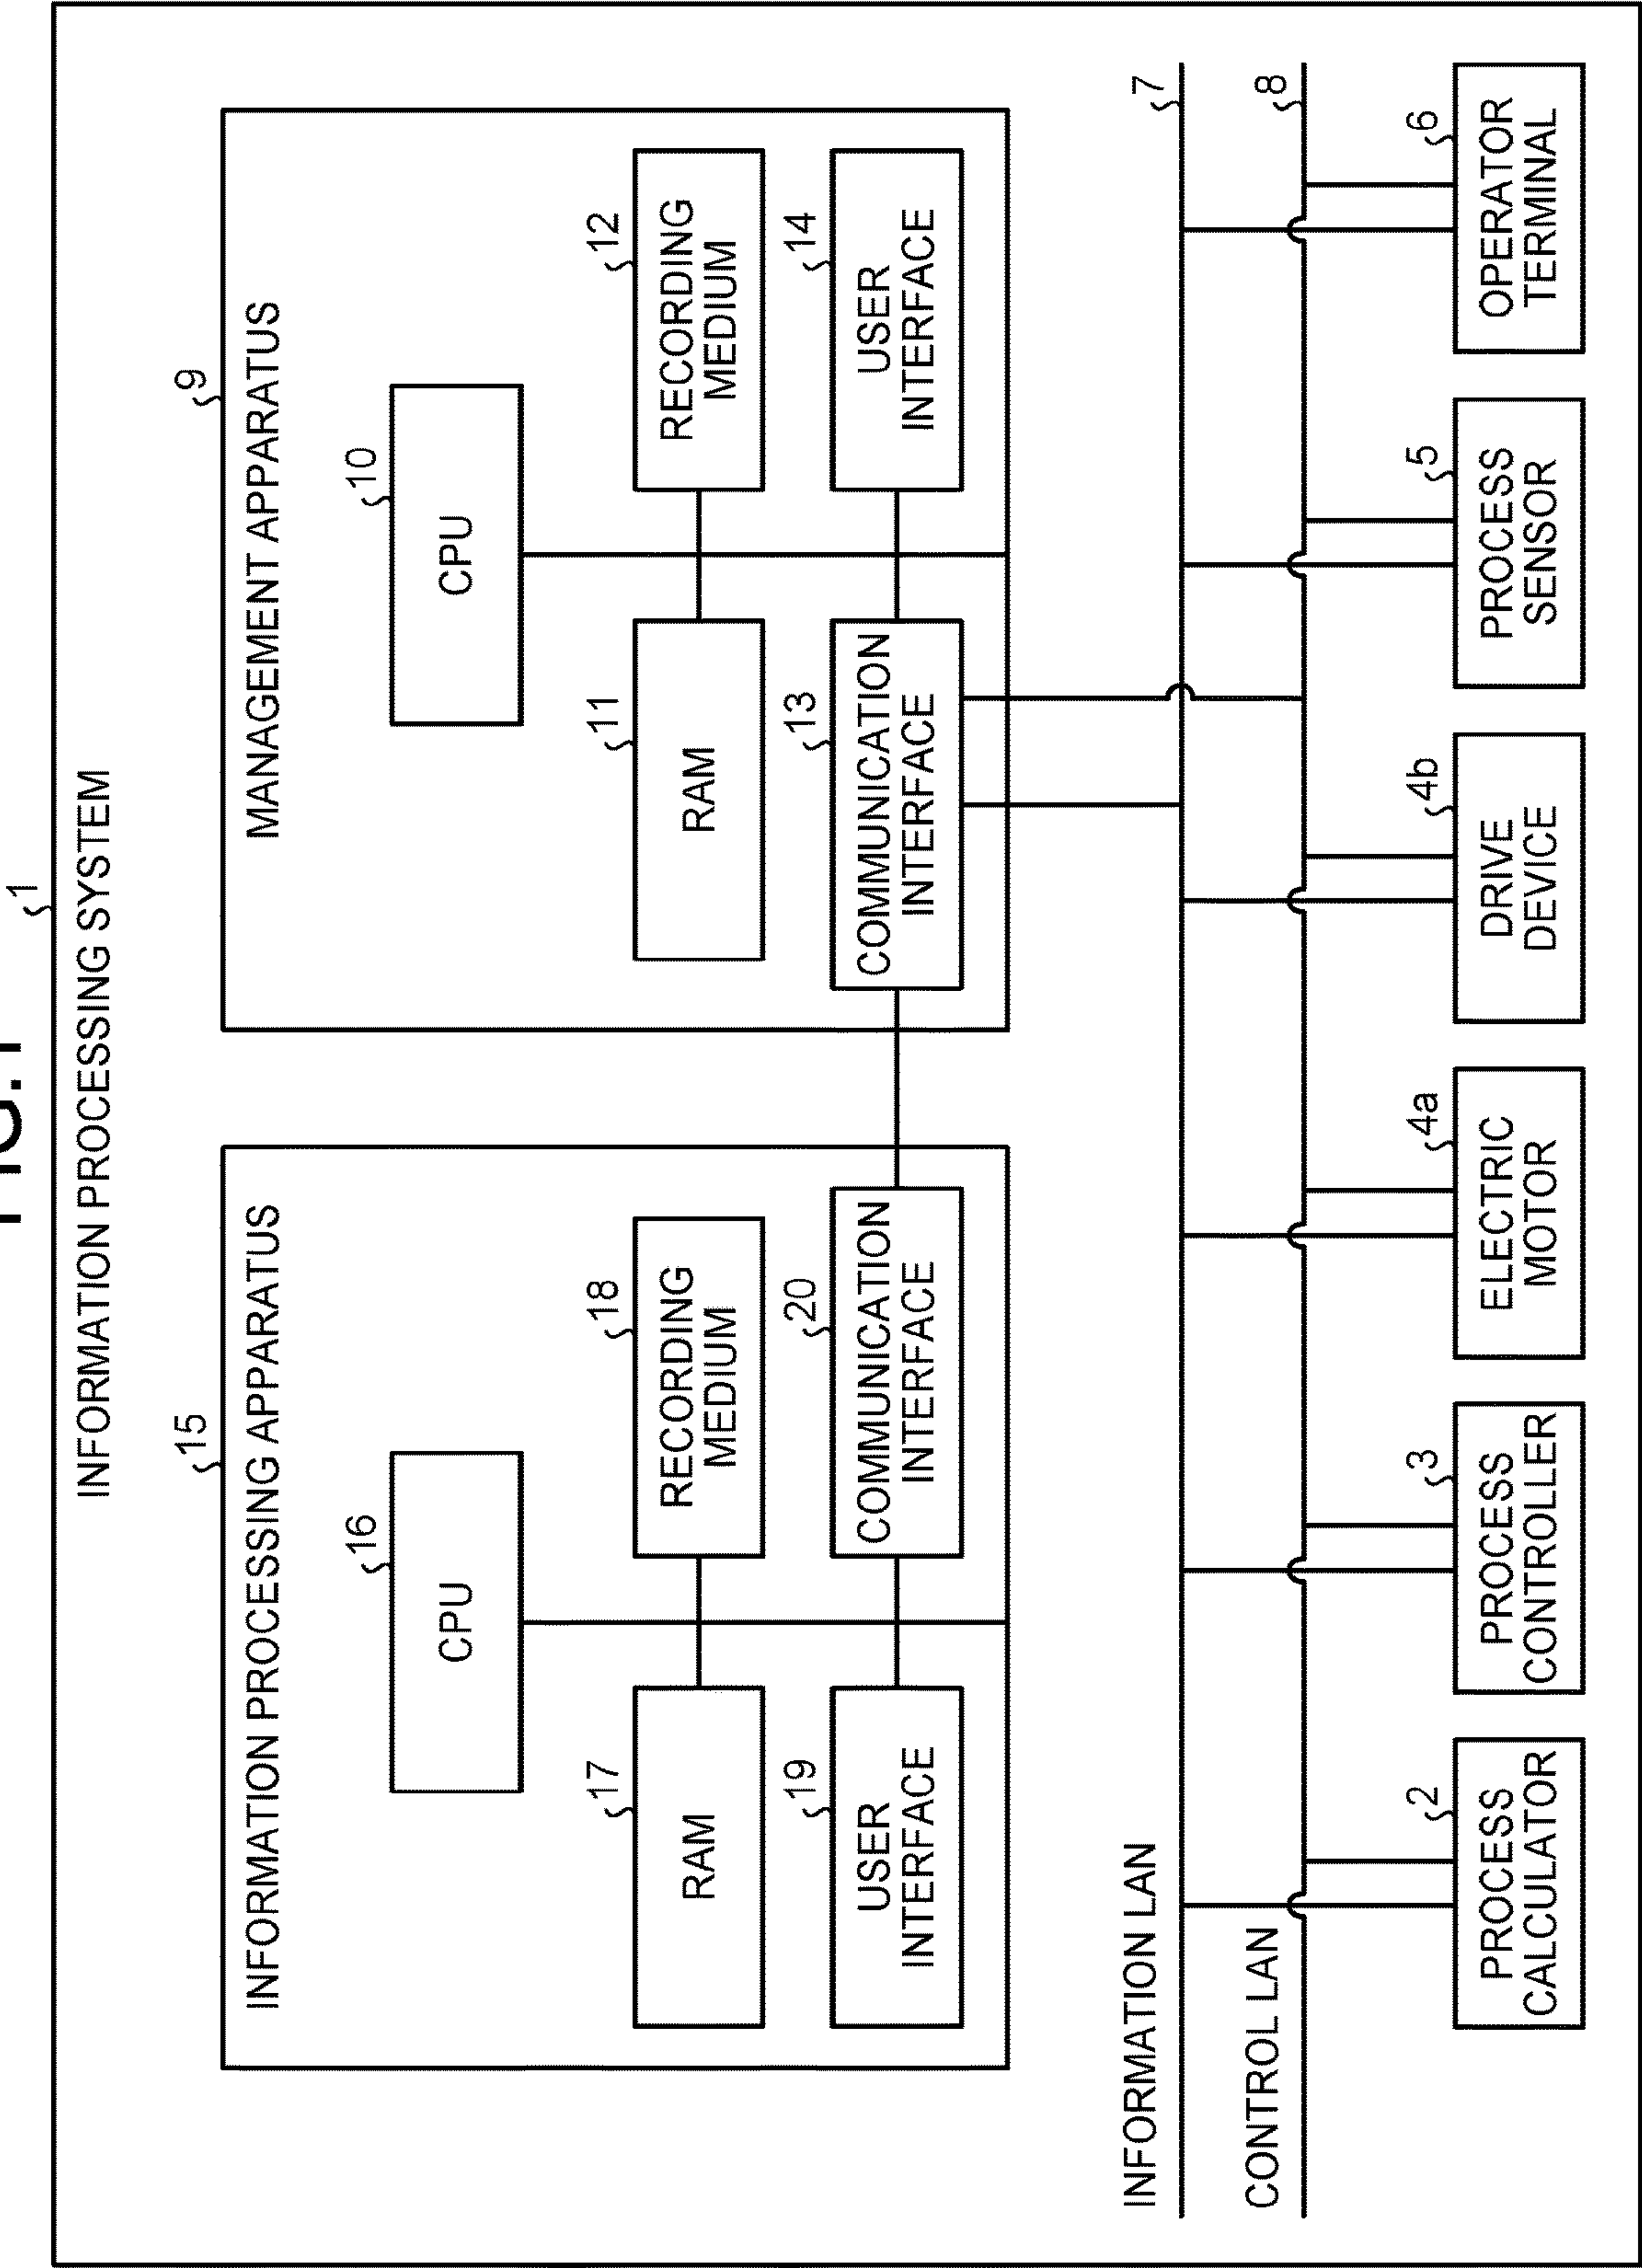 FIG.1
1
INFORMATION PROCESSING SYSTEM
15
INFORMATION PROCESSING APPARATUS
16
CPU
17
RAM
18
RECORDING
MEDIUM
19
USER
INTERFACE
20
COMMUNICATION
INTERFACE
9
MANAGEMENT APPARATUS
10
CPU
11
RAM
12
RECORDING
MEDIUM
13
COMMUNICATION
INTERFACE
14
USER
INTERFACE
INFORMATION LAN
7
CONTROL LAN
8
2
PROCESS
CALCULATOR
3
PROCESS
CONTROLLER
4a
ELECTRIC
MOTOR
4b
DRIVE
DEVICE
5
PROCESS
SENSOR
6
OPERATOR
TERMINAL